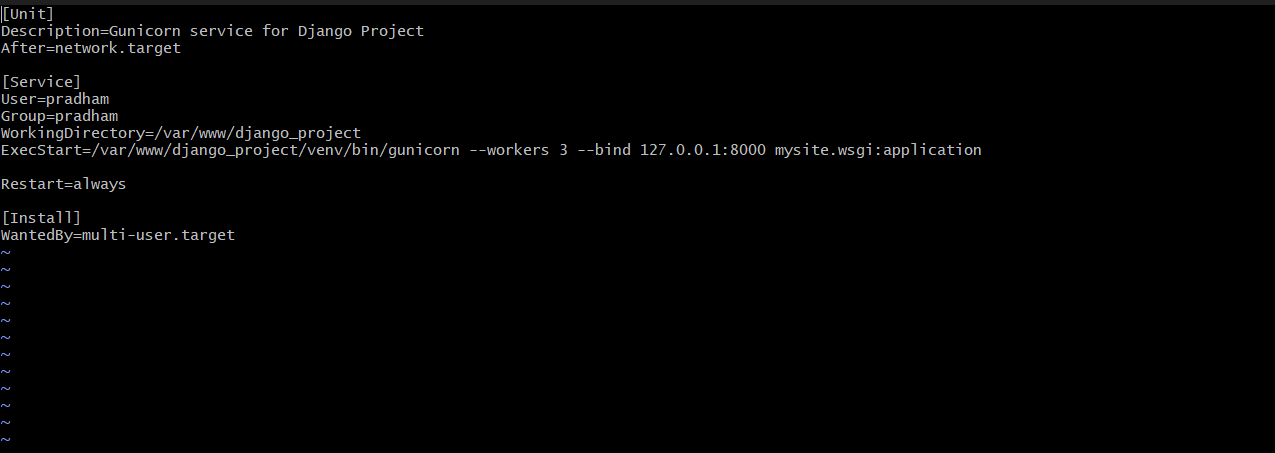 [Unit]
Description=Gunicorn service for Django Project
After=network.target
[Service]
User=pradham
Group=pradham
WorkingDirectory=/var/www/django_project
ExecStart=/var/www/django_project/venv/bin/gunicorn --workers 3 --bind 127.0.0.1:8000 mysite.wsgi:application
Restart=always
[Install]
WantedBy=multi-user.target
~
~
~
~
~
~
~
~
~
~
~
~